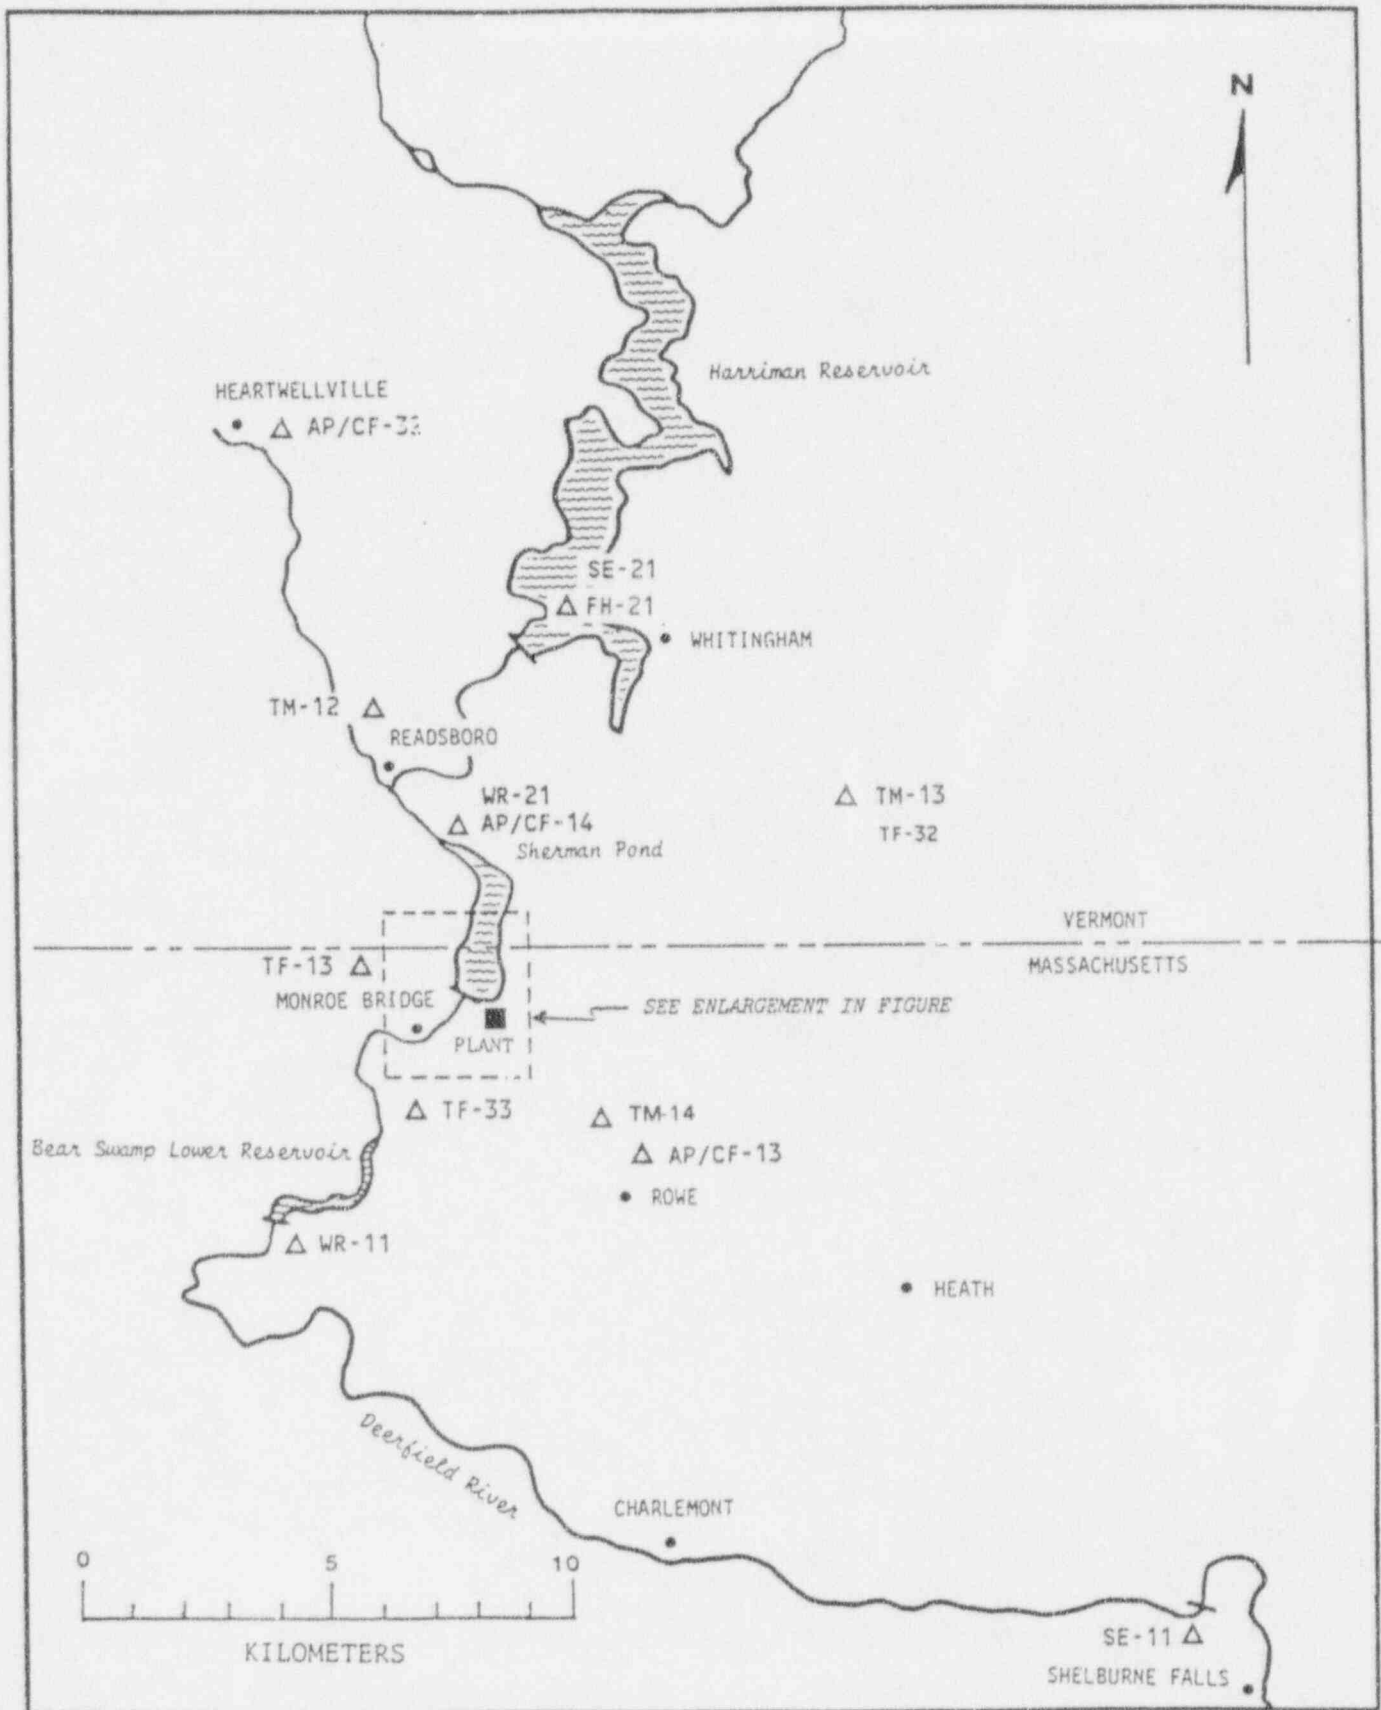 N
Harriman Reservoir
HEARTWELLVILLE
AP/CF-32
SE-21
FH-21
WHITINGHAM
TM-12
READSBORO
WR-21
AP/CF-14
Sherman Pond
TM-13
TF-32
VERMONT
MASSACHUSETTS
TF-13
MONROE BRIDGE
SEE ENLARGEMENT IN FIGURE
PLANT
TF-33
TM-14
AP/CF-13
Bear Swamp Lower Reservoir
ROWE
WR-11
HEATH
Deerfield River
CHARLEMONT
0 5 10
KILOMETERS
SE-11
SHELBURNE FALLS